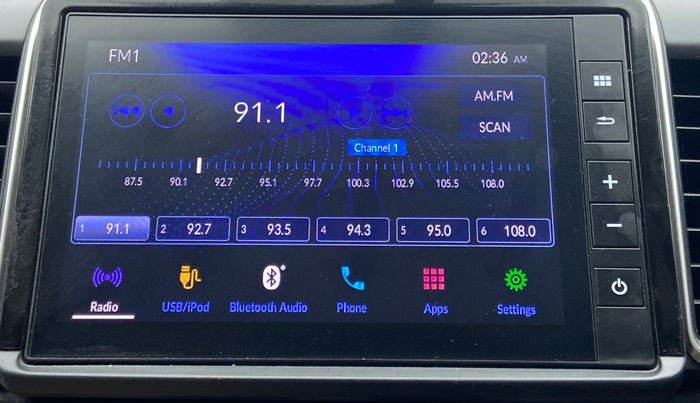 FM1 02:36 AM
AM.FM
91.1
SCAN
Channel 1
87.5 90.1 92.7 95.1 97.7 100.3 102.9 105.5 108.0
1 91.1 2 92.7 3 93.5 4 94.3 5 95.0 6 108.0
Radio USB/iPod Bluetooth Audio Phone Apps Settings